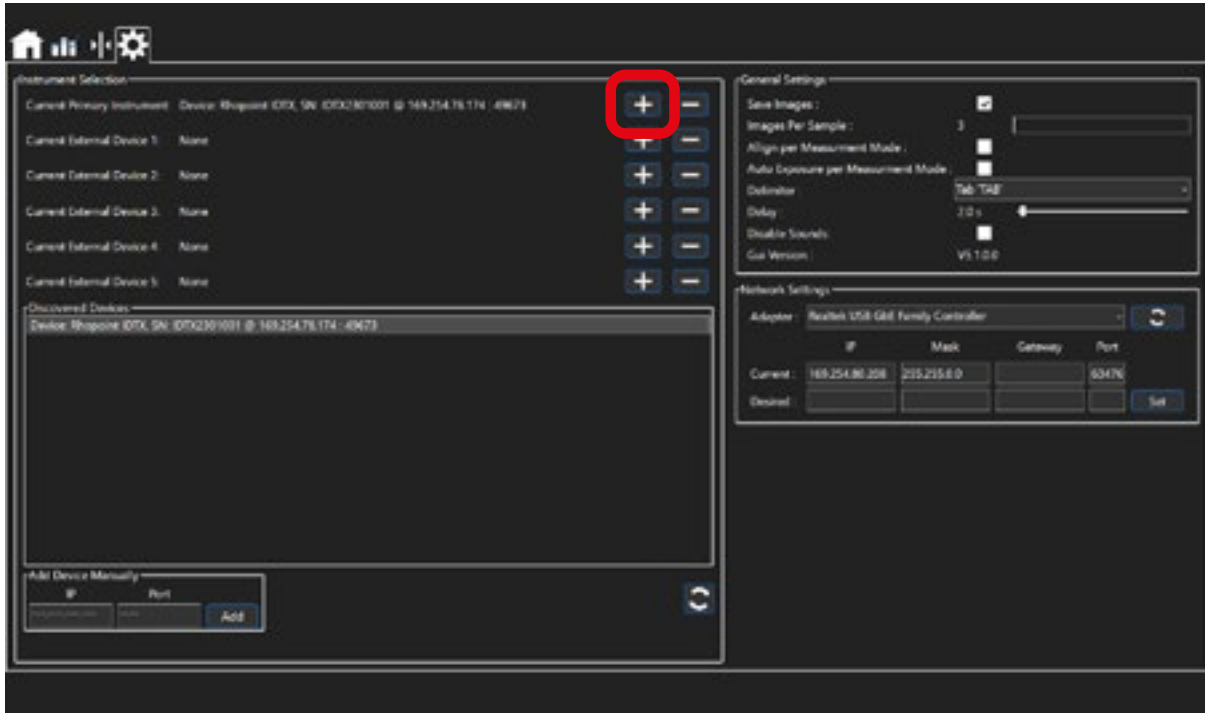 Instrument Selection
Current Primary Instrument: Device: Rhopoint IDTX, SN: IDTX2301001 @ 169.254.76.174 : 49673
Current External Device 1: None
Current External Device 2: None
Current External Device 3: None
Current External Device 4: None
Current External Device 5: None
Discovered Devices
Device: Rhopoint IDTX, SN: IDTX2301001 @ 169.254.76.174 : 49673
Add Device Manually
IP Port
Add
General Settings
Save Images :
Images Per Sample : 3
Align per Measurment Mode :
Auto Exposure per Measurment Mode :
Delimitor Tab 'TAB'
Delay 2.0 s
Disable Sounds
Gui Version : V5.1.0.0
Network Settings
Adapter : Realtek USB GbE Family Controller
IP Mask Gateway Port
Current : 169.254.80.208 255.255.0.0 63476
Desired : Set